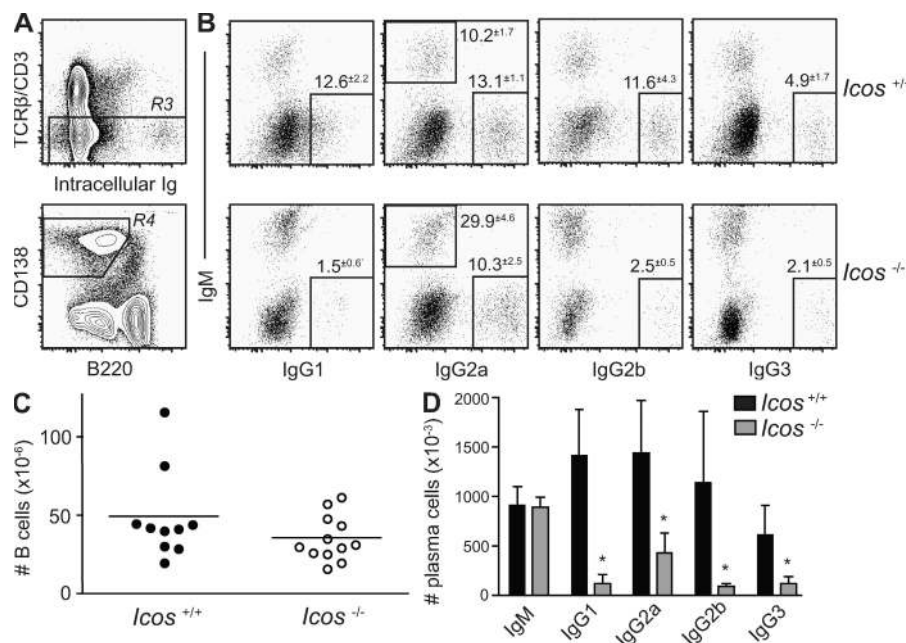 A
TCRβ/CD3
R3
Intracellular Ig
R4
CD138
B220
B
IgM
12.6±2.2
10.2±1.7
13.1±1.1
11.6±4.3
4.9±1.7
Icos +/+
1.5±0.6
29.9±4.6
10.3±2.5
2.5±0.5
2.1±0.5
Icos -/-
IgG1
IgG2a
IgG2b
IgG3
C
# B cells (x10⁻⁶)
100
50
0
Icos +/+
Icos -/-
D
# plasma cells (x10⁻³)
2000
1500
1000
500
0
Icos +/+
Icos -/-
*
*
*
*
IgM
IgG1
IgG2a
IgG2b
IgG3